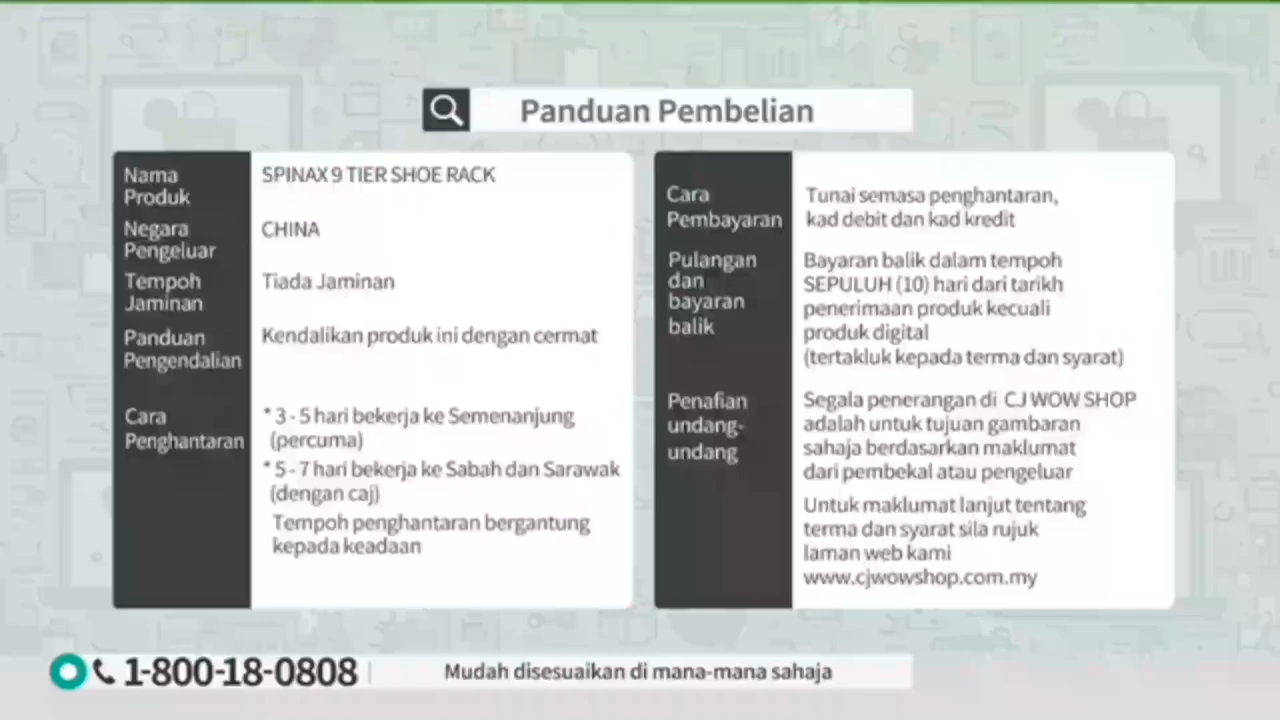 Panduan Pembelian
Nama
Produk
SPINAX 9 TIER SHOE RACK
Negara
Pengeluar
CHINA
Tempoh
Jaminan
Tiada Jaminan
Panduan
Pengendalian
Kendalikan produk ini dengan cermat
Cara
Penghantaran
* 3 - 5 hari bekerja ke Semenanjung
(percuma)
* 5 - 7 hari bekerja ke Sabah dan Sarawak
(dengan caj)
Tempoh penghantaran bergantung
kepada keadaan
Cara
Pembayaran
Tunai semasa penghantaran,
kad debit dan kad kredit
Pulangan
dan
bayaran
balik
Bayaran balik dalam tempoh
SEPULUH (10) hari dari tarikh
penerimaan produk kecuali
produk digital
(tertakluk kepada terma dan syarat)
Penafian
undang-
undang
Segala penerangan di CJ WOW SHOP
adalah untuk tujuan gambaran
sahaja berdasarkan maklumat
dari pembekal atau pengeluar
Untuk maklumat lanjut tentang
terma dan syarat sila rujuk
laman web kami
www.cjwowshop.com.my
1-800-18-0808
Mudah disesuaikan di mana-mana sahaja